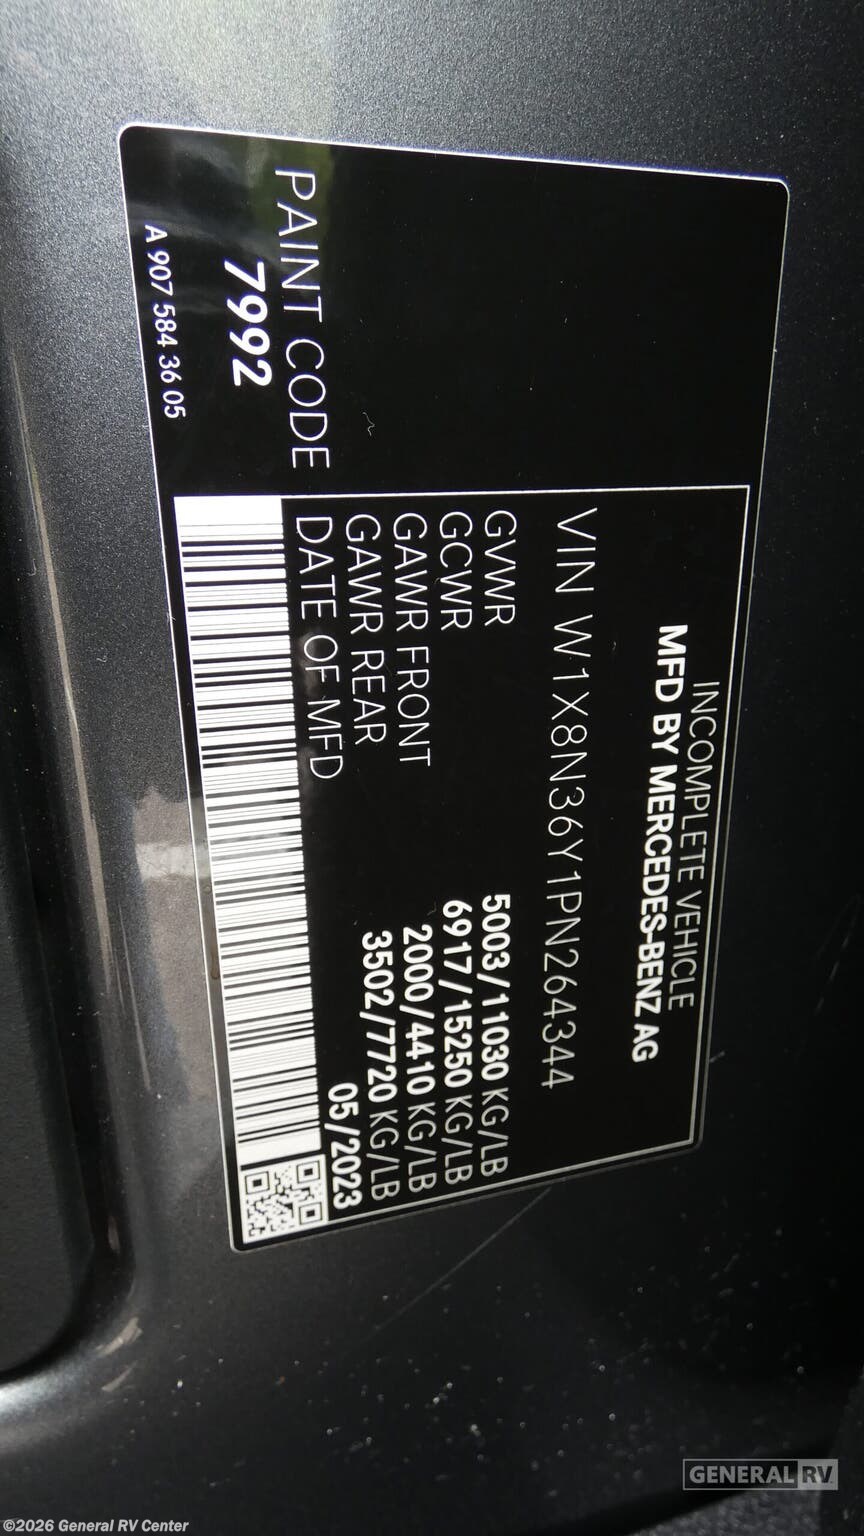 INCOMPLETE VEHICLE
MFD BY MERCEDES-BENZ AG
VIN W1X8N36Y1PN264344
GVWR 5003/11030 KG/LB
GCWR 6917/15250 KG/LB
GAWR FRONT 2000/4410 KG/LB
GAWR REAR 3502/7720 KG/LB
DATE OF MFD 05/2023
PAINT CODE
7992
A 907 584 36 05
GENERAL RV
©2026 General RV Center